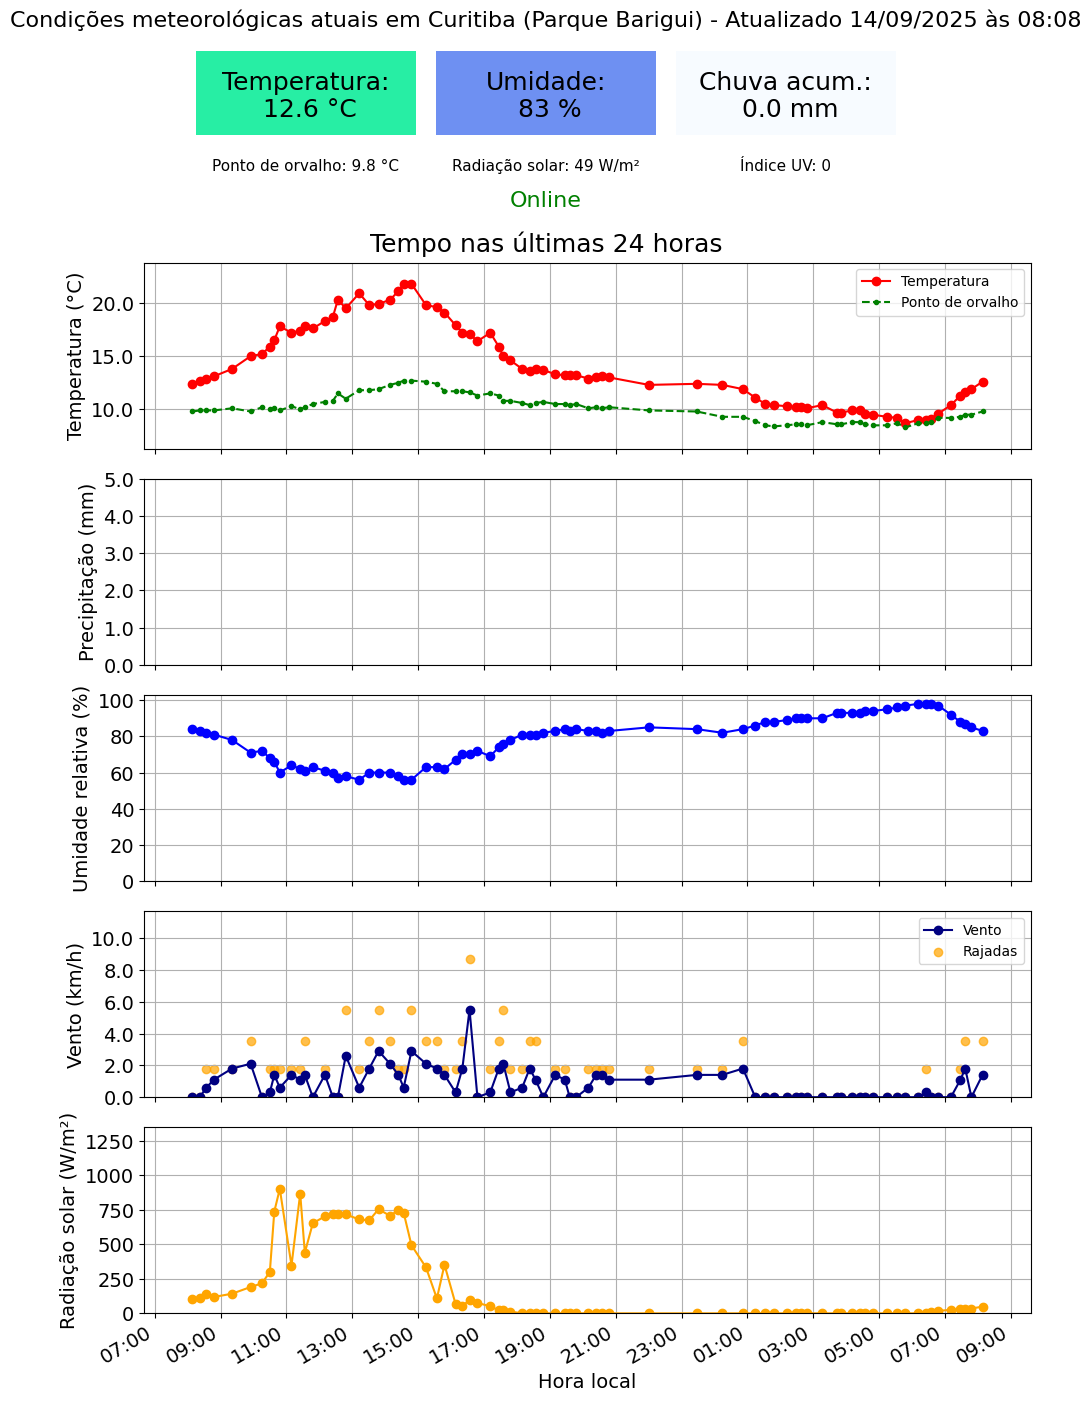 Condições meteorológicas atuais em Curitiba (Parque Barigui) - Atualizado 14/09/2025 às 08:08
Temperatura:
12.6 °C
Umidade:
83 %
Chuva acum.:
0.0 mm
Ponto de orvalho: 9.8 °C
Radiação solar: 49 W/m²
Índice UV: 0
Online
Tempo nas últimas 24 horas
Temperatura (°C)
20.0
15.0
10.0
Temperatura
Ponto de orvalho
Precipitação (mm)
5.0
4.0
3.0
2.0
1.0
0.0
Umidade relativa (%)
100
80
60
40
20
0
Vento (km/h)
10.0
8.0
6.0
4.0
2.0
0.0
Vento
Rajadas
Radiação solar (W/m²)
1250
1000
750
500
250
0
07:00
09:00
11:00
13:00
15:00
17:00
19:00
21:00
23:00
01:00
03:00
05:00
07:00
09:00
Hora local